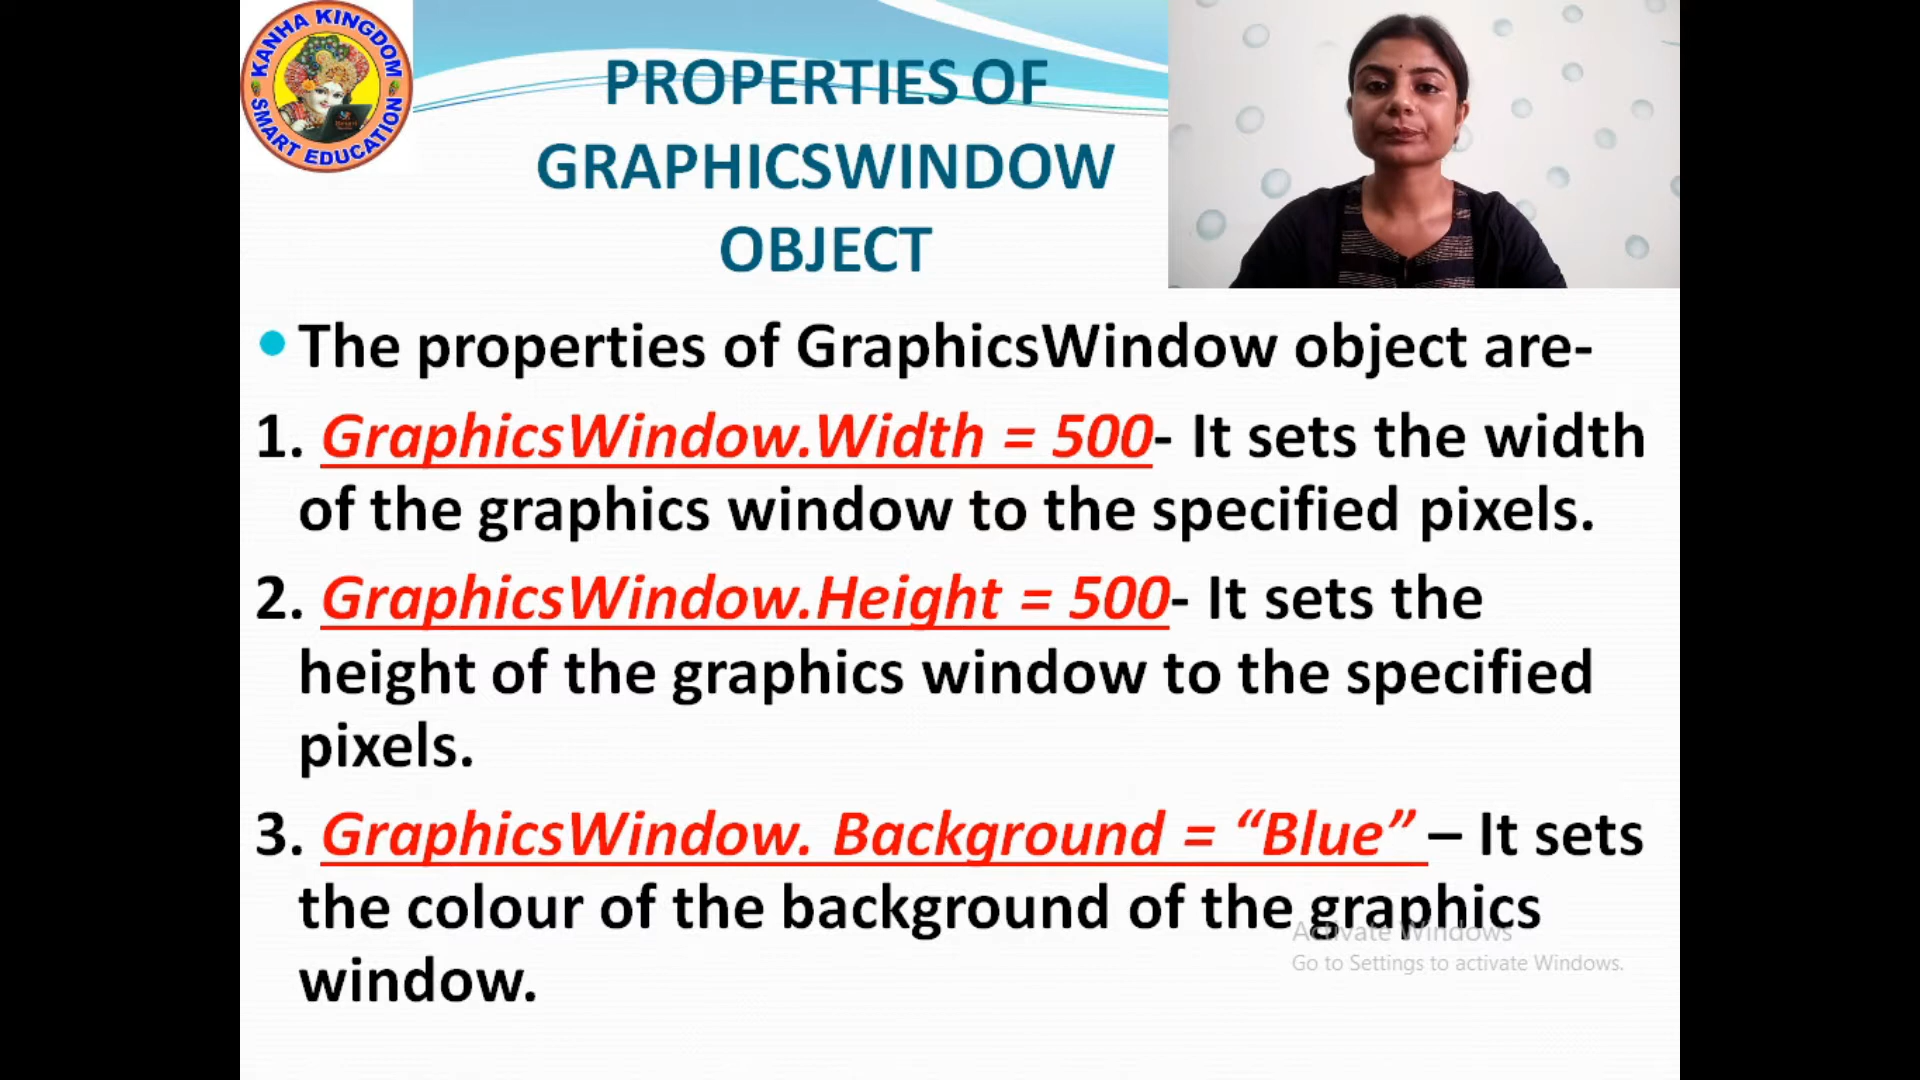 KANHA KINGDOM
SMART EDUCATION
PROPERTIES OF
GRAPHICSWINDOW
OBJECT
• The properties of GraphicsWindow object are-
1. GraphicsWindow.Width = 500- It sets the width
of the graphics window to the specified pixels.
2. GraphicsWindow.Height = 500- It sets the
height of the graphics window to the specified
pixels.
3. GraphicsWindow. Background = “Blue” – It sets
the colour of the background of the graphics
window.
Activate Windows
Go to Settings to activate Windows.